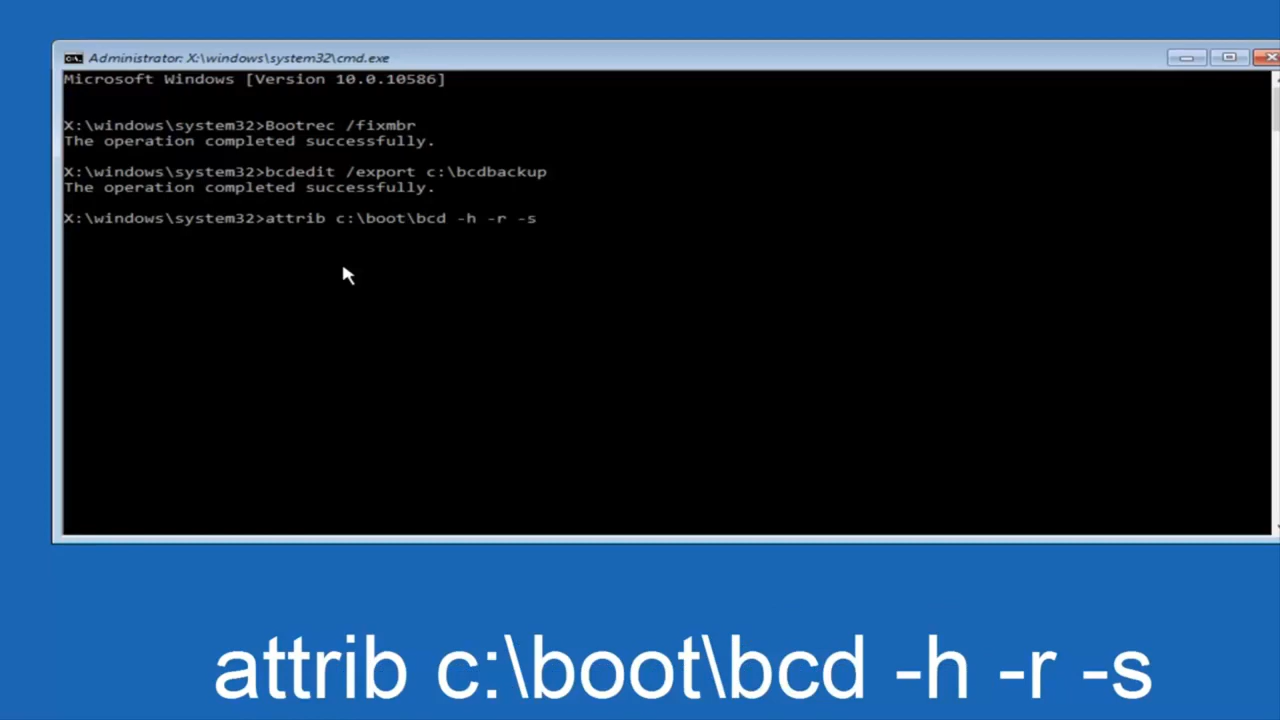 Administrator: X:\windows\system32\cmd.exe
Microsoft Windows [Version 10.0.10586]
X:\windows\system32>Bootrec /fixmbr
The operation completed successfully.
X:\windows\system32>bcdedit /export c:\bcdbackup
The operation completed successfully.
X:\windows\system32>attrib c:\boot\bcd -h -r -s
attrib c:\boot\bcd -h -r -s